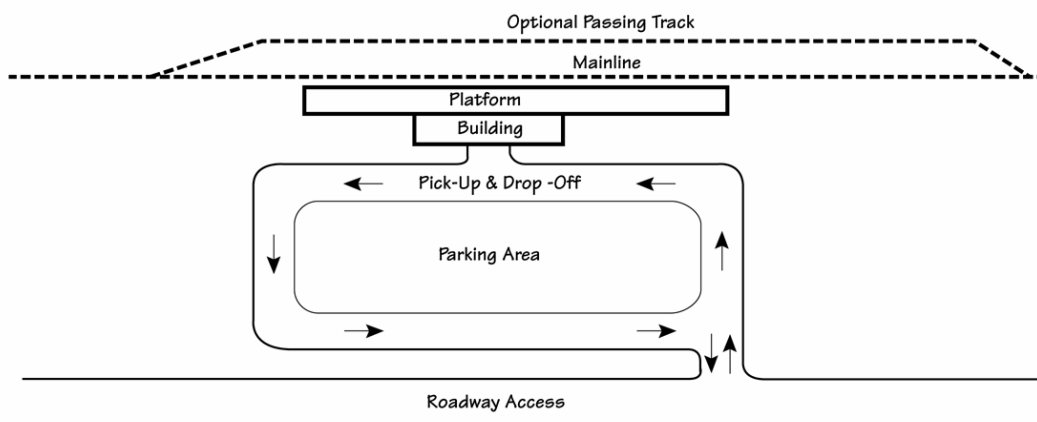 Optional Passing Track
Mainline
Platform
Building
Pick-Up & Drop -Off
Parking Area
Roadway Access